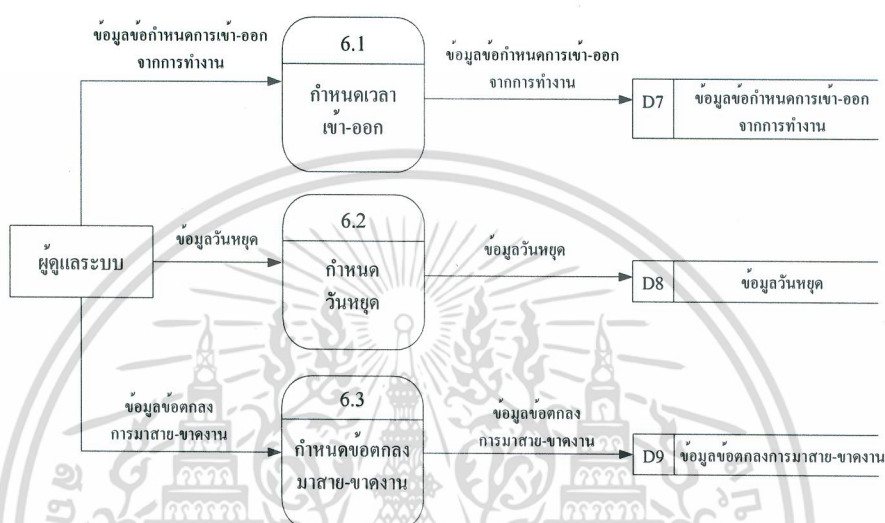 ข้อมูลข้อกำหนดการเข้า-ออก
จากการทำงาน
6.1
กำหนดเวลา
เข้า-ออก
ข้อมูลข้อกำหนดการเข้า-ออก
จากการทำงาน
D7
ข้อมูลข้อกำหนดการเข้า-ออก
จากการทำงาน
ผู้ดูแลระบบ
ข้อมูลวันหยุด
6.2
กำหนด
วันหยุด
ข้อมูลวันหยุด
D8
ข้อมูลวันหยุด
ข้อมูลข้อตกลง
การมาสาย-ขาดงาน
6.3
กำหนดข้อตกลง
มาสาย-ขาดงาน
ข้อมูลข้อตกลง
การมาสาย-ขาดงาน
D9
ข้อมูลข้อตกลงการมาสาย-ขาดงาน